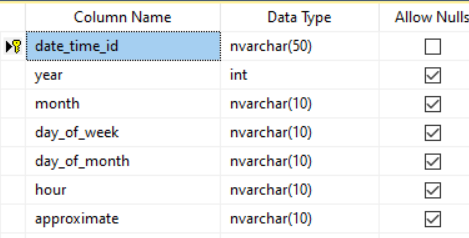 Column Name Data Type Allow Nulls
date_time_id nvarchar(50)
year int
month nvarchar(10)
day_of_week nvarchar(10)
day_of_month nvarchar(10)
hour nvarchar(10)
approximate nvarchar(10)